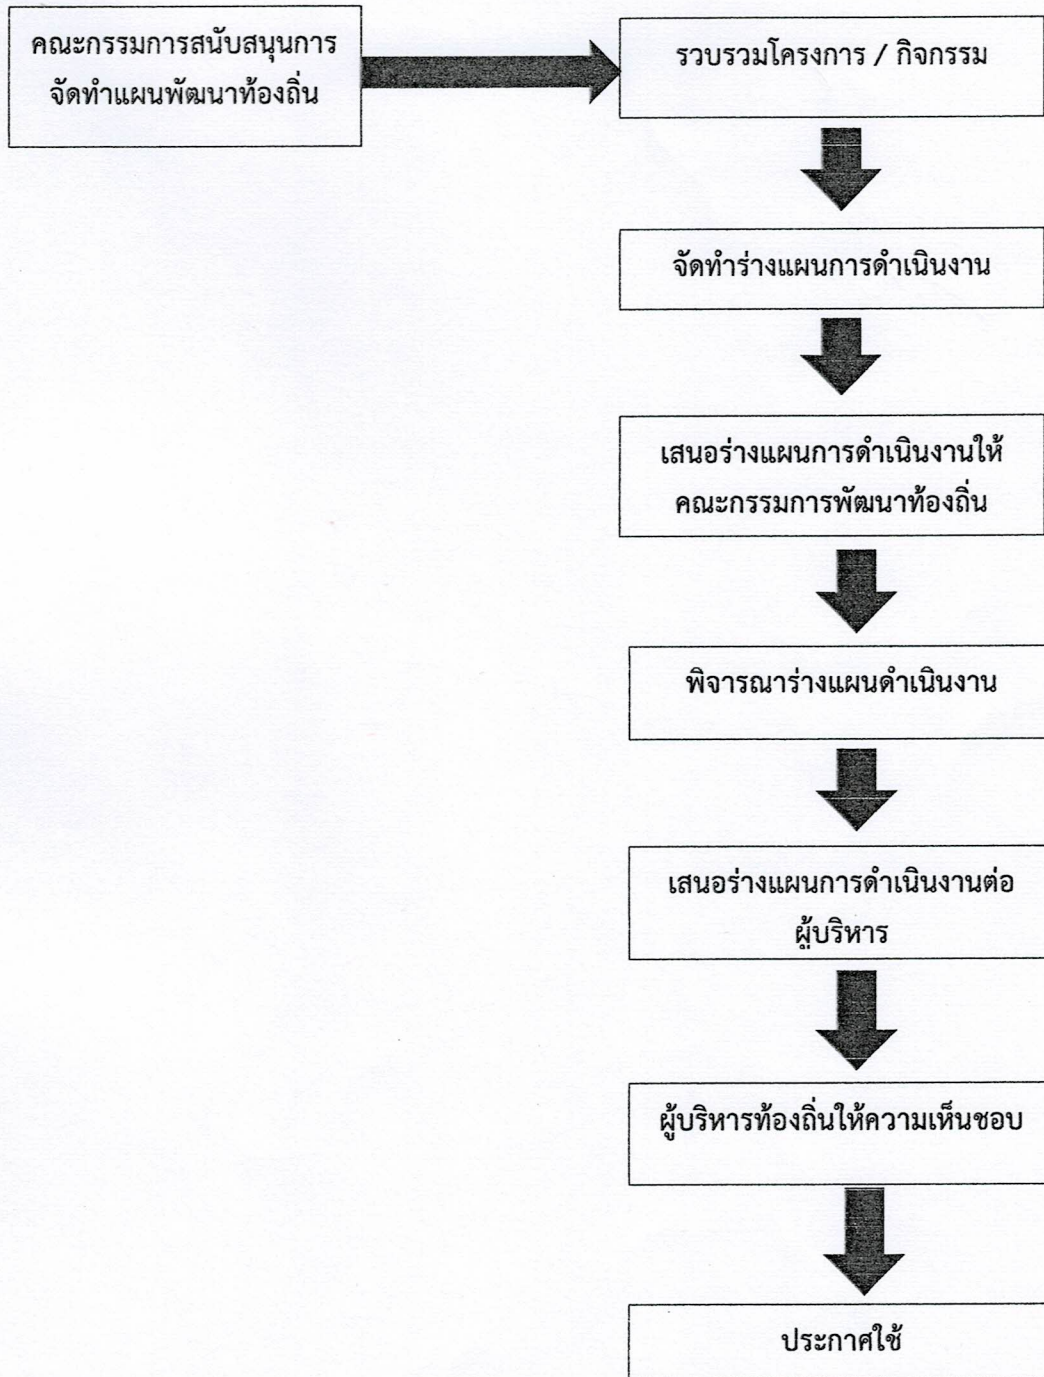 คณะกรรมการสนับสนุนการ
จัดทำแผนพัฒนาท้องถิ่น
รวบรวมโครงการ / กิจกรรม
จัดทำร่างแผนการดำเนินงาน
เสนอร่างแผนการดำเนินงานให้
คณะกรรมการพัฒนาท้องถิ่น
พิจารณาร่างแผนดำเนินงาน
เสนอร่างแผนการดำเนินงานต่อ
ผู้บริหาร
ผู้บริหารท้องถิ่นให้ความเห็นชอบ
ประกาศใช้